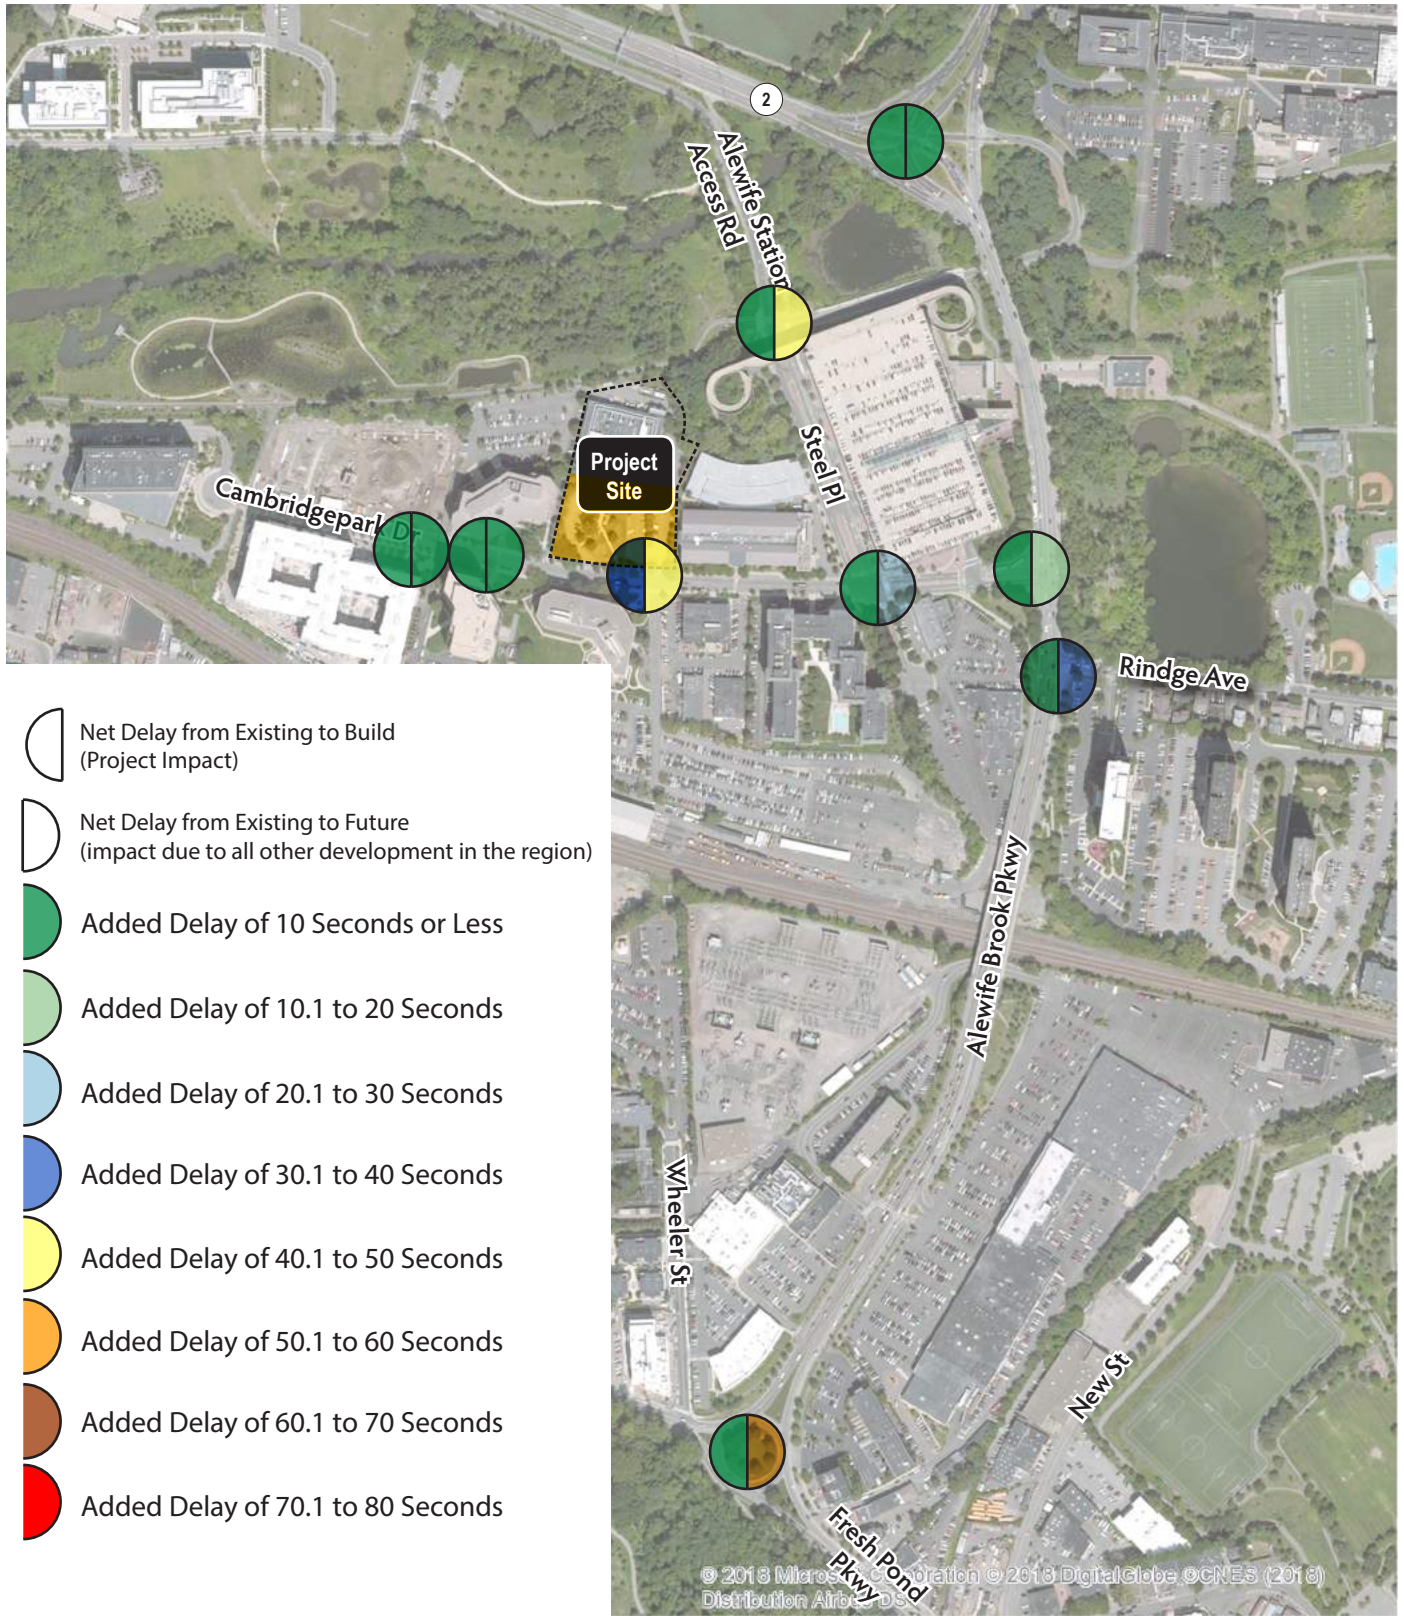 2
Alewife Station
Access Rd
Steel Pl
Project
Site
Cambridgepark Dr
Rindge Ave
Net Delay from Existing to Build
(Project Impact)
Net Delay from Existing to Future
(impact due to all other development in the region)
Added Delay of 10 Seconds or Less
Added Delay of 10.1 to 20 Seconds
Added Delay of 20.1 to 30 Seconds
Added Delay of 30.1 to 40 Seconds
Added Delay of 40.1 to 50 Seconds
Added Delay of 50.1 to 60 Seconds
Added Delay of 60.1 to 70 Seconds
Added Delay of 70.1 to 80 Seconds
Alewife Brook Pkwy
Wheeler St
New St
Fresh Pond
Pkwy
© 2018 Microsoft Corporation © 2018 DigitalGlobe ©CNES (2018)
Distribution Airbus DS